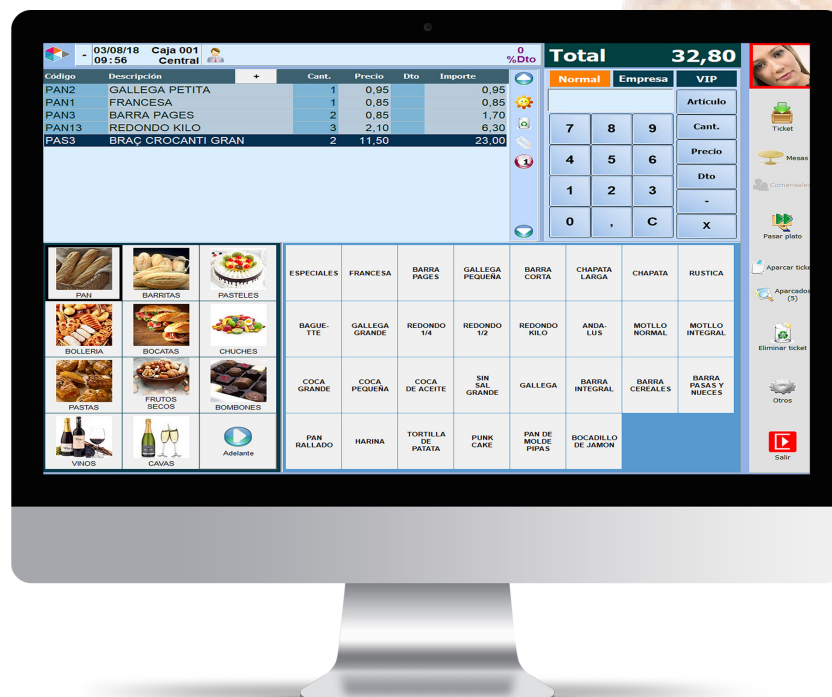 - 03/08/18 Caja 001
09:56 Central
0
%Dto
Total 32,80
Código Descripción + Cant. Precio Dto Importe
PAN2 GALLEGA PETITA 1 0,95 0,95
PAN1 FRANCESA 1 0,85 0,85
PAN3 BARRA PAGES 2 0,85 1,70
PAN13 REDONDO KILO 3 2,10 6,30
PAS3 BRAÇ CROCANTI GRAN 2 11,50 23,00
1
Normal Empresa VIP
Artículo
7 8 9 Cant.
4 5 6 Precio
Dto
1 2 3
-
0 , C X
Ticket
Mesas
Comensales
Pasar plato
Aparcar ticke
Aparcados
(5)
Eliminar ticket
Otros
Salir
PAN BARRITAS PASTELES
BOLLERIA BOCATAS CHUCHES
PASTAS FRUTOS SECOS BOMBONES
VINOS CAVAS Adelante
ESPECIALES FRANCESA BARRA PAGES GALLEGA PEQUEÑA BARRA CORTA CHAPATA LARGA CHAPATA RUSTICA
BAGUE-TTE GALLEGA GRANDE REDONDO 1/4 REDONDO 1/2 REDONDO KILO ANDA-LUS MOTLLO NORMAL MOTLLO INTEGRAL
COCA GRANDE COCA PEQUEÑA COCA DE ACEITE SIN SAL GRANDE GALLEGA BARRA INTEGRAL BARRA CEREALES BARRA PASAS Y NUECES
PAN RALLADO HARINA TORTILLA DE PATATA PUNK CAKE PAN DE MOLDE PIPAS BOCADILLO DE JAMON